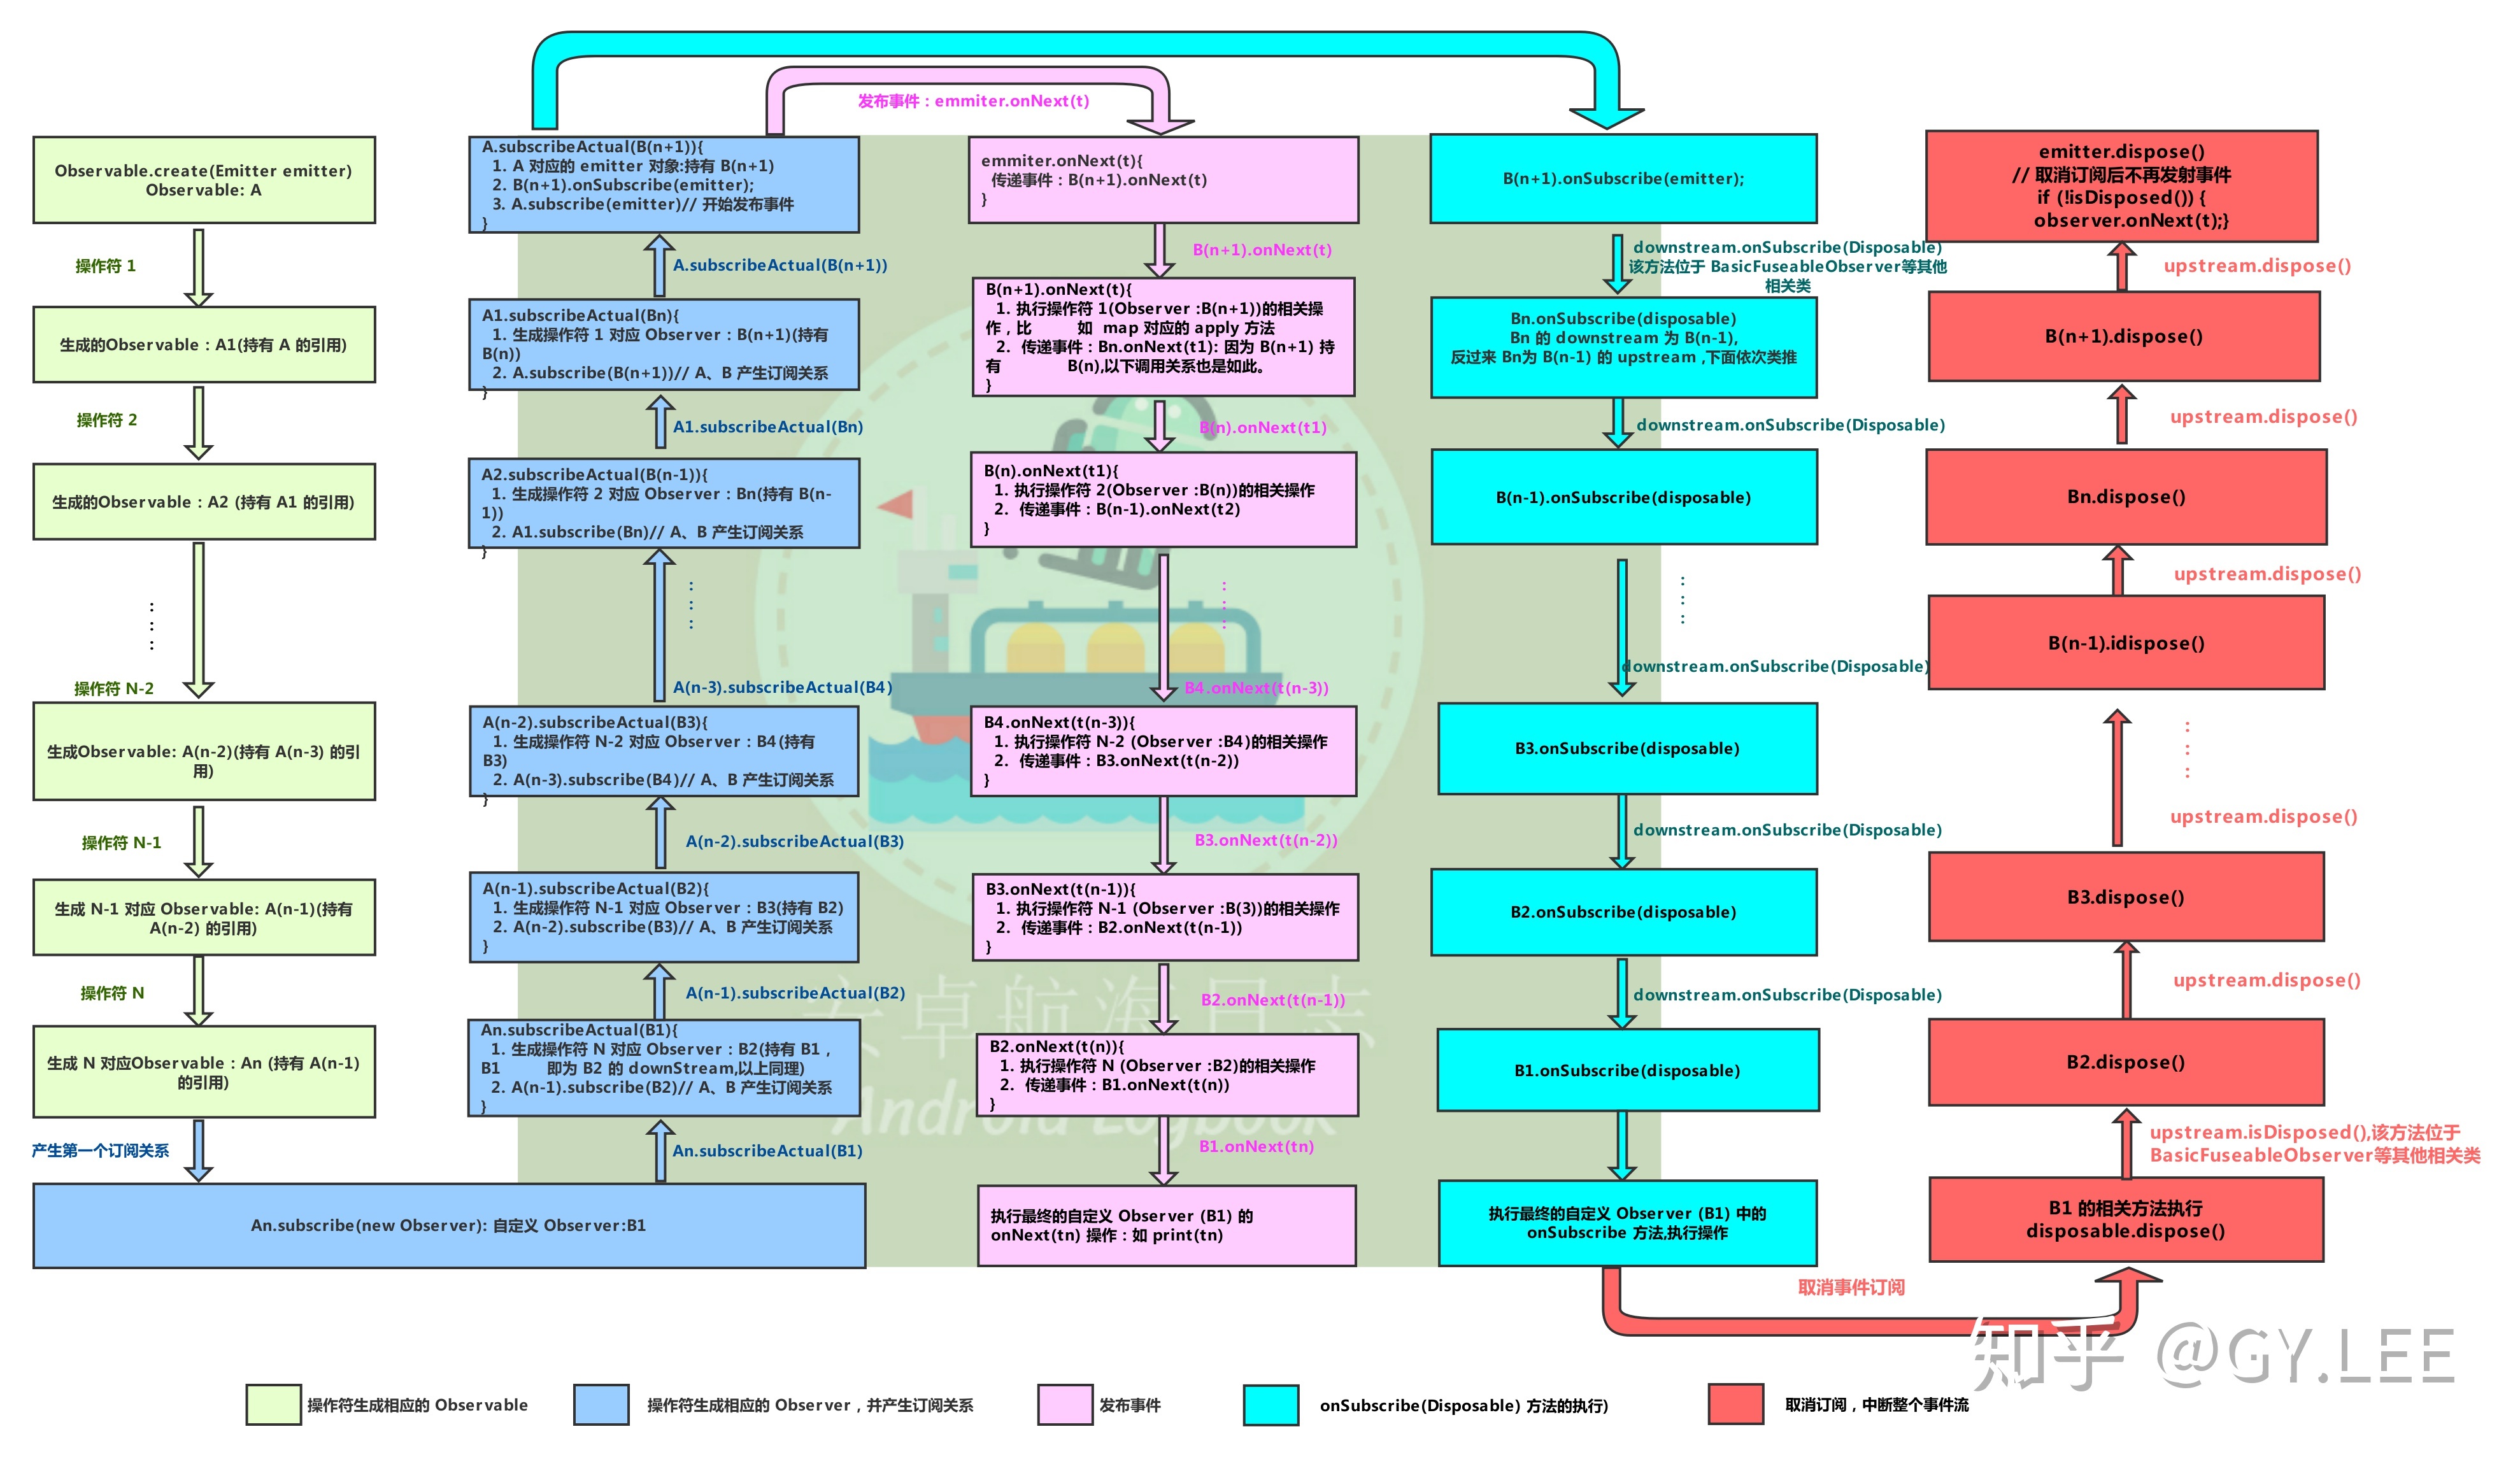 发布事件：emmiter.onNext(t)
Observable.create(Emitter emitter)
Observable: A
操作符 1
生成的Observable：A1(持有 A 的引用)
操作符 2
生成的Observable：A2 (持有 A1 的引用)
操作符 N-2
生成Observable: A(n-2)(持有 A(n-3) 的引
用)
操作符 N-1
生成 N-1 对应 Observable: A(n-1)(持有
A(n-2) 的引用)
操作符 N
生成 N 对应Observable：An (持有 A(n-1)
的引用)
产生第一个订阅关系
An.subscribe(new Observer): 自定义 Observer:B1
A.subscribeActual(B(n+1)){
1. A 对应的 emitter 对象:持有 B(n+1)
2. B(n+1).onSubscribe(emitter);
3. A.subscribe(emitter)// 开始发布事件
}
A.subscribeActual(B(n+1))
A1.subscribeActual(Bn){
1. 生成操作符 1 对应 Observer：B(n+1)(持有
B(n))
2. A.subscribe(B(n+1))// A、B 产生订阅关系
}
A1.subscribeActual(Bn)
A2.subscribeActual(B(n-1)){
1. 生成操作符 2 对应 Observer：Bn(持有 B(n-
1))
2. A1.subscribe(Bn)// A、B 产生订阅关系
}
A(n-3).subscribeActual(B4)
A(n-2).subscribeActual(B3){
1. 生成操作符 N-2 对应 Observer：B4(持有
B3)
2. A(n-3).subscribe(B4)// A、B 产生订阅关系
}
A(n-2).subscribeActual(B3)
A(n-1).subscribeActual(B2){
1. 生成操作符 N-1 对应 Observer：B3(持有 B2)
2. A(n-2).subscribe(B3)// A、B 产生订阅关系
}
A(n-1).subscribeActual(B2)
An.subscribeActual(B1){
1. 生成操作符 N 对应 Observer：B2(持有 B1，
B1 即为 B2 的 downStream,以上同理)
2. A(n-1).subscribe(B2)// A、B 产生订阅关系
}
An.subscribeActual(B1)
emmiter.onNext(t){
传递事件：B(n+1).onNext(t)
}
B(n+1).onNext(t)
B(n+1).onNext(t){
1. 执行操作符 1(Observer :B(n+1))的相关操
作，比 如 map 对应的 apply 方法
2. 传递事件：Bn.onNext(t1): 因为 B(n+1) 持
有 B(n),以下调用关系也是如此。
}
B(n).onNext(t1)
B(n).onNext(t1){
1. 执行操作符 2(Observer :B(n))的相关操作
2. 传递事件：B(n-1).onNext(t2)
}
B4.onNext(t(n-3))
B4.onNext(t(n-3)){
1. 执行操作符 N-2 (Observer :B4)的相关操作
2. 传递事件：B3.onNext(t(n-2))
}
B3.onNext(t(n-2))
B3.onNext(t(n-1)){
1. 执行操作符 N-1 (Observer :B(3))的相关操作
2. 传递事件：B2.onNext(t(n-1))
}
B2.onNext(t(n-1))
B2.onNext(t(n)){
1. 执行操作符 N (Observer :B2)的相关操作
2. 传递事件：B1.onNext(t(n))
}
B1.onNext(tn)
执行最终的自定义 Observer (B1) 的
onNext(tn) 操作：如 print(tn)
B(n+1).onSubscribe(emitter);
downstream.onSubscribe(Disposable)
该方法位于 BasicFuseableObserver等其他
相关类
Bn.onSubscribe(disposable)
Bn 的 downstream 为 B(n-1),
反过来 Bn为 B(n-1) 的 upstream ,下面依次类推
downstream.onSubscribe(Disposable)
B(n-1).onSubscribe(disposable)
downstream.onSubscribe(Disposable)
B3.onSubscribe(disposable)
downstream.onSubscribe(Disposable)
B2.onSubscribe(disposable)
downstream.onSubscribe(Disposable)
B1.onSubscribe(disposable)
执行最终的自定义 Observer (B1) 中的
onSubscribe 方法,执行操作
取消事件订阅
emitter.dispose()
// 取消订阅后不再发射事件
if (!isDisposed()) {
observer.onNext(t);}
upstream.dispose()
B(n+1).dispose()
upstream.dispose()
Bn.dispose()
upstream.dispose()
B(n-1).idispose()
upstream.dispose()
B3.dispose()
upstream.dispose()
B2.dispose()
upstream.isDisposed(),该方法位于
BasicFuseableObserver等其他相关类
B1 的相关方法执行
disposable.dispose()
安卓航海日志
Android Logbook
知乎 @GY.LEE
操作符生成相应的 Observable
操作符生成相应的 Observer，并产生订阅关系
发布事件
onSubscribe(Disposable) 方法的执行)
取消订阅，中断整个事件流